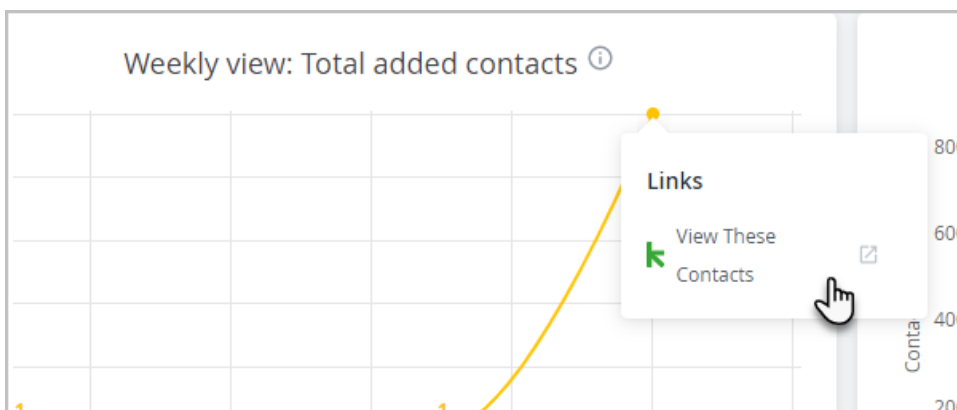 Weekly view: Total added contacts
Links
View These
Contacts
1
1
800
600
400
200
Conta